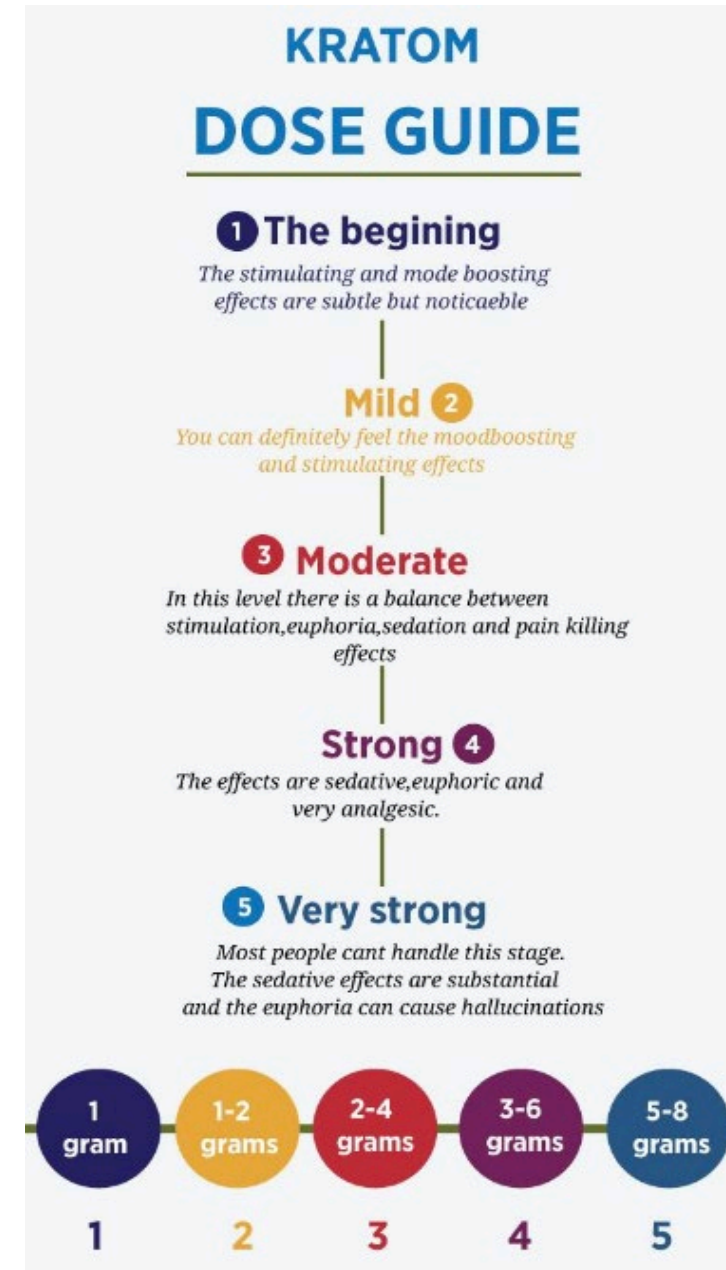 KRATOM
DOSE GUIDE
1 The begining
The stimulating and mode boosting
effects are subtle but noticaeble
Mild 2
You can definitely feel the moodboosting
and stimulating effects
3 Moderate
In this level there is a balance between
stimulation,euphoria,sedation and pain killing
effects
Strong 4
The effects are sedative,euphoric and
very analgesic.
5 Very strong
Most people cant handle this stage.
The sedative effects are substantial
and the euphoria can cause hallucinations
1 1-2 2-4 3-6 5-8
gram grams grams grams grams
1 2 3 4 5